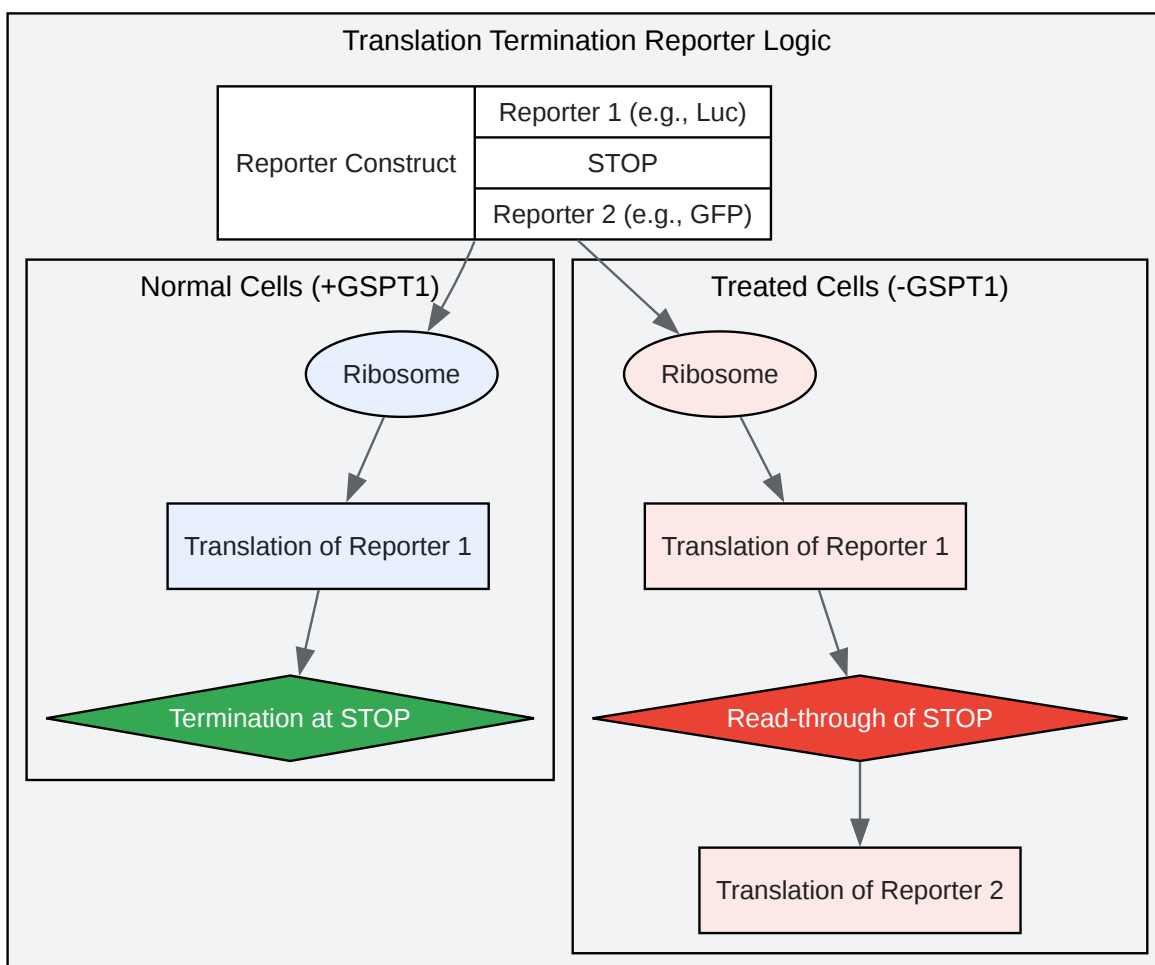 Translation Termination Reporter Logic
Reporter Construct
Reporter 1 (e.g., Luc)
STOP
Reporter 2 (e.g., GFP)
Normal Cells (+GSPT1)
Ribosome
Translation of Reporter 1
Termination at STOP
Treated Cells (-GSPT1)
Ribosome
Translation of Reporter 1
Read-through of STOP
Translation of Reporter 2